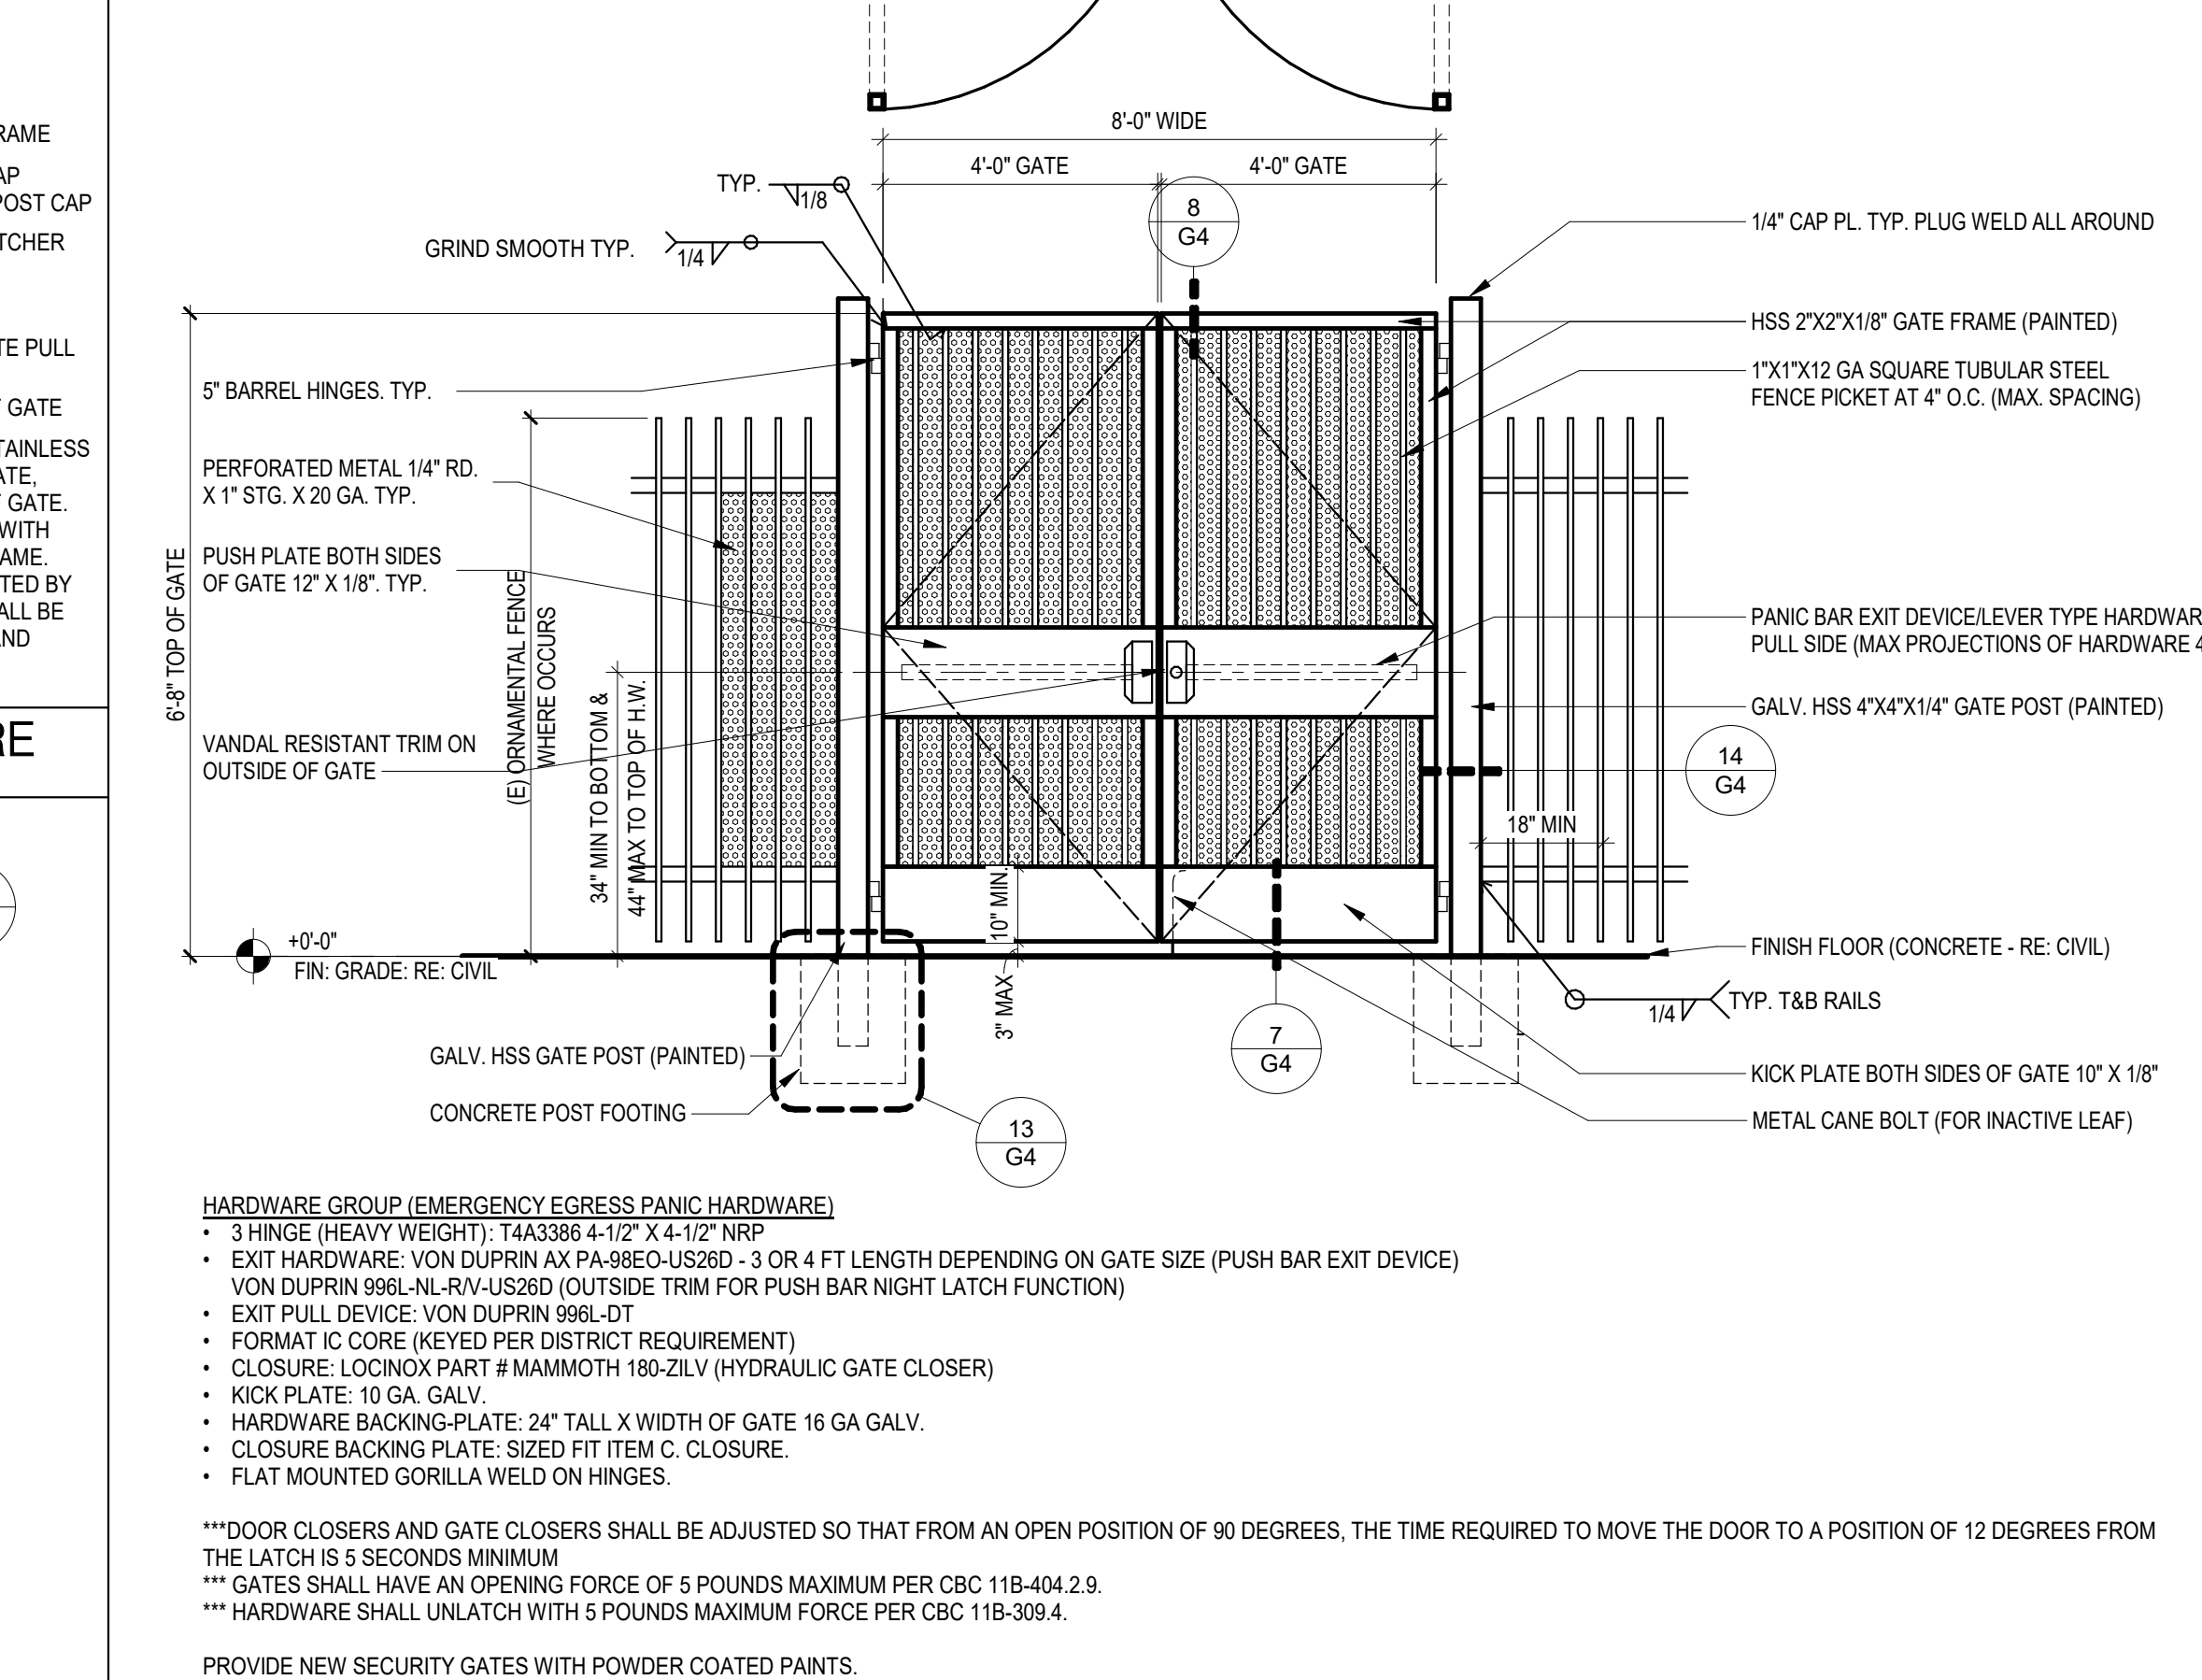 RAME
AP
POST CAP
TCHER
TE PULL
GATE
TAINLESS
ATE,
GATE.
WITH
AME.
TED BY
ALL BE
AND
RE
8'-0" WIDE
4'-0" GATE
4'-0" GATE
TYP.
1/8
8
G4
GRIND SMOOTH TYP.
1/4
1/4" CAP PL. TYP. PLUG WELD ALL AROUND
HSS 2"X2"X1/8" GATE FRAME (PAINTED)
1"X1"X12 GA SQUARE TUBULAR STEEL
FENCE PICKET AT 4" O.C. (MAX. SPACING)
5" BARREL HINGES. TYP.
PERFORATED METAL 1/4" RD.
X 1" STG. X 20 GA. TYP.
PUSH PLATE BOTH SIDES
OF GATE 12" X 1/8". TYP.
6'-8" TOP OF GATE
(E) ORNAMENTAL FENCE
WHERE OCCURS
34" MIN TO BOTTOM &
44" MAX TO TOP OF H.W.
PANIC BAR EXIT DEVICE/LEVER TYPE HARDWAR
PULL SIDE (MAX PROJECTIONS OF HARDWARE 4
GALV. HSS 4"X4"X1/4" GATE POST (PAINTED)
VANDAL RESISTANT TRIM ON
OUTSIDE OF GATE
14
G4
18" MIN
10" MIN.
3" MAX
+0'-0"
FIN: GRADE: RE: CIVIL
FINISH FLOOR (CONCRETE - RE: CIVIL)
1/4
TYP. T&B RAILS
7
G4
GALV. HSS GATE POST (PAINTED)
KICK PLATE BOTH SIDES OF GATE 10" X 1/8"
CONCRETE POST FOOTING
METAL CANE BOLT (FOR INACTIVE LEAF)
13
G4
HARDWARE GROUP (EMERGENCY EGRESS PANIC HARDWARE)
• 3 HINGE (HEAVY WEIGHT): T4A3386 4-1/2" X 4-1/2" NRP
• EXIT HARDWARE: VON DUPRIN AX PA-98EO-US26D - 3 OR 4 FT LENGTH DEPENDING ON GATE SIZE (PUSH BAR EXIT DEVICE)
VON DUPRIN 996L-NL-R/V-US26D (OUTSIDE TRIM FOR PUSH BAR NIGHT LATCH FUNCTION)
• EXIT PULL DEVICE: VON DUPRIN 996L-DT
• FORMAT IC CORE (KEYED PER DISTRICT REQUIREMENT)
• CLOSURE: LOCINOX PART # MAMMOTH 180-ZILV (HYDRAULIC GATE CLOSER)
• KICK PLATE: 10 GA. GALV.
• HARDWARE BACKING-PLATE: 24" TALL X WIDTH OF GATE 16 GA GALV.
• CLOSURE BACKING PLATE: SIZED FIT ITEM C. CLOSURE.
• FLAT MOUNTED GORILLA WELD ON HINGES.
***DOOR CLOSERS AND GATE CLOSERS SHALL BE ADJUSTED SO THAT FROM AN OPEN POSITION OF 90 DEGREES, THE TIME REQUIRED TO MOVE THE DOOR TO A POSITION OF 12 DEGREES FROM
THE LATCH IS 5 SECONDS MINIMUM
*** GATES SHALL HAVE AN OPENING FORCE OF 5 POUNDS MAXIMUM PER CBC 11B-404.2.9.
*** HARDWARE SHALL UNLATCH WITH 5 POUNDS MAXIMUM FORCE PER CBC 11B-309.4.
PROVIDE NEW SECURITY GATES WITH POWDER COATED PAINTS.